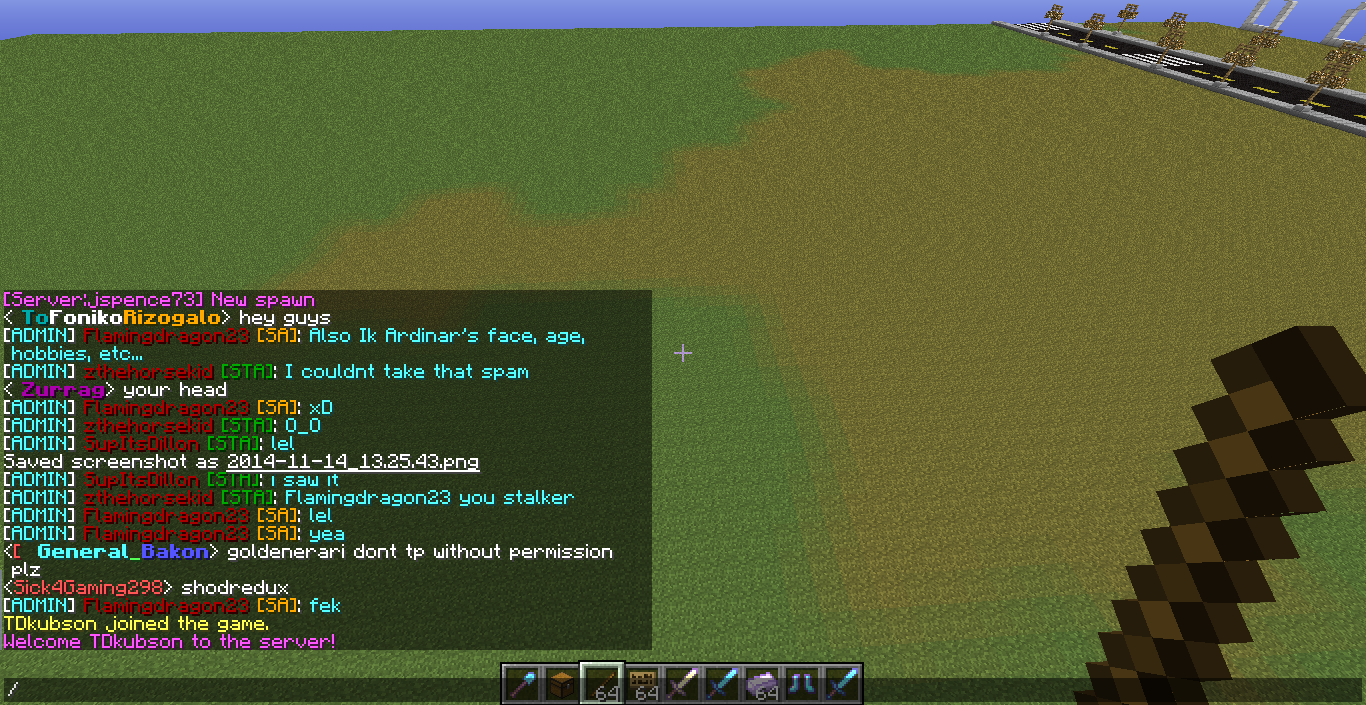 [Server:jspence73] New spawn
< ToFonikoRizogalo> hey guys
[ADMIN] Flamingdragon23 [SA]: Also Ik Ardinar's face, age,
hobbies, etc...
[ADMIN] zthehorsekid [STA]: I couldnt take that spam
< Zurrag> your head
[ADMIN] Flamingdragon23 [SA]: xD
[ADMIN] zthehorsekid [STA]: O_O
[ADMIN] SupItsDillon [STA]: lel
Saved screenshot as 2014-11-14_13.25.43.png
[ADMIN] SupItsDillon [STA]: i saw it
[ADMIN] zthehorsekid [STA]: Flamingdragon23 you stalker
[ADMIN] Flamingdragon23 [SA]: lel
[ADMIN] Flamingdragon23 [SA]: yea
<[ General_Bakon> goldenerari dont tp without permission
plz
<Sick4Gaming298> shodredux
[ADMIN] Flamingdragon23 [SA]: fek
TDkubson joined the game.
Welcome TDkubson to the server!
64 64 64
/